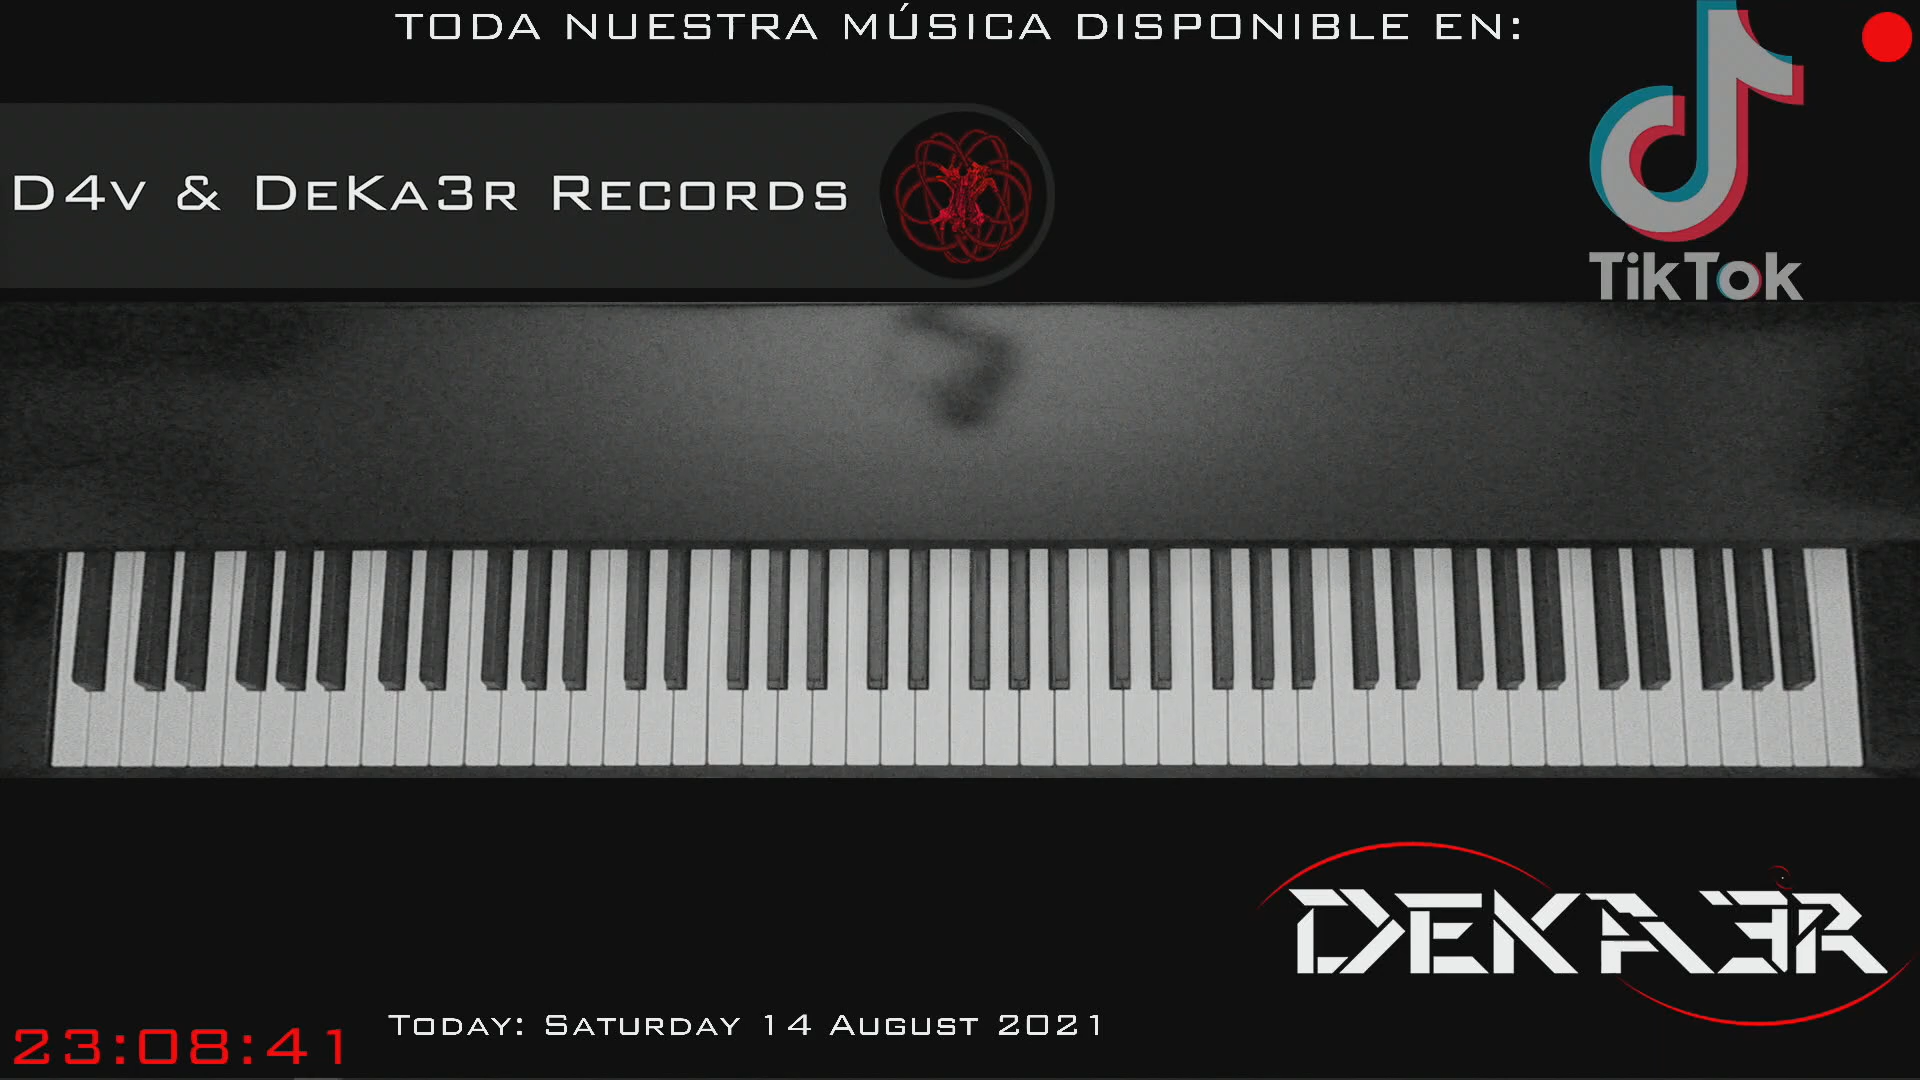 TODA NUESTRA MÚSICA DISPONIBLE EN:
TikTok
D4v & DeKa3r Records
DEKA3R
Today: Saturday 14 August 2021
23:08:41